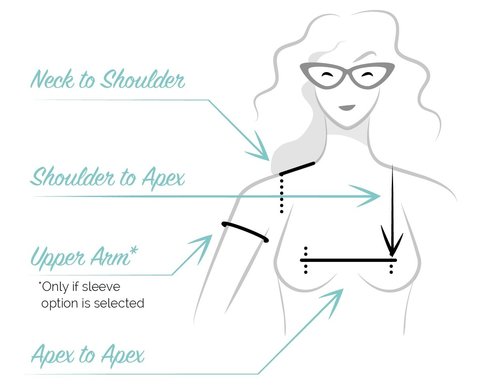 Neck to Shoulder
Shoulder to Apex
Upper Arm*
*Only if sleeve
option is selected
Apex to Apex